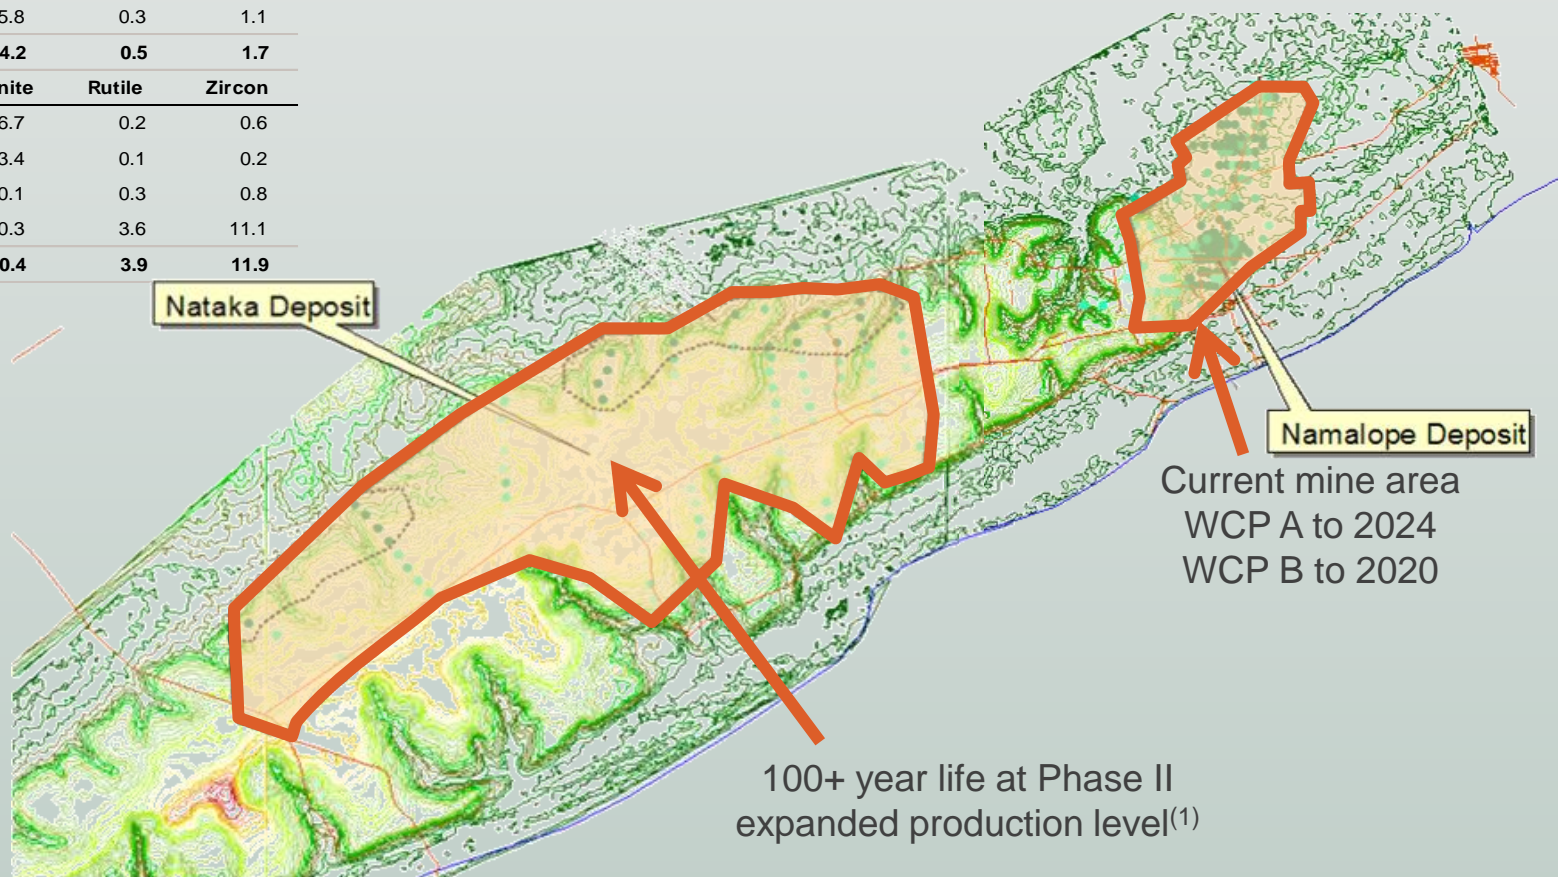 5.8 0.3 1.1
4.2 0.5 1.7
nite Rutile Zircon
6.7 0.2 0.6
3.4 0.1 0.2
0.1 0.3 0.8
0.3 3.6 11.1
0.4 3.9 11.9
Nataka Deposit
Namalope Deposit
Current mine area
WCP A to 2024
WCP B to 2020
100+ year life at Phase II
expanded production level(1)